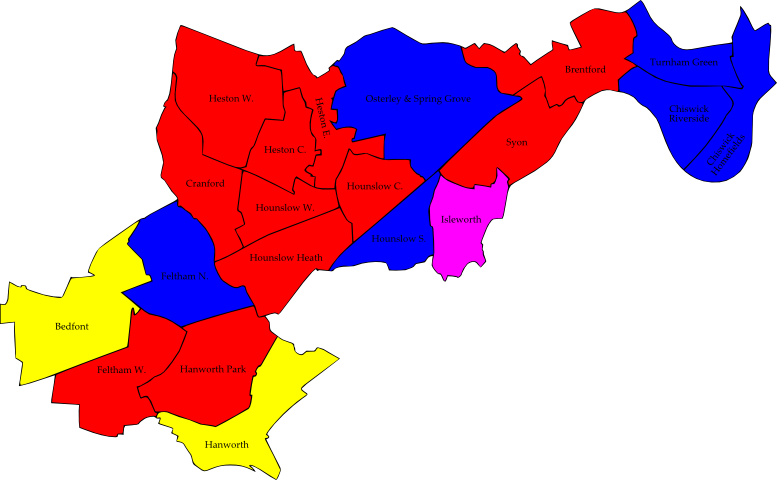 Turnham Green
Brentford
Heston W.
Osterley & Spring Grove
Heston E.
Chiswick
Riverside
Chiswick
Homefields
Syon
Heston C.
Cranford
Hounslow C.
Hounslow W.
Isleworth
Hounslow S.
Hounslow Heath
Feltham N.
Bedfont
Feltham W.
Hanworth Park
Hanworth